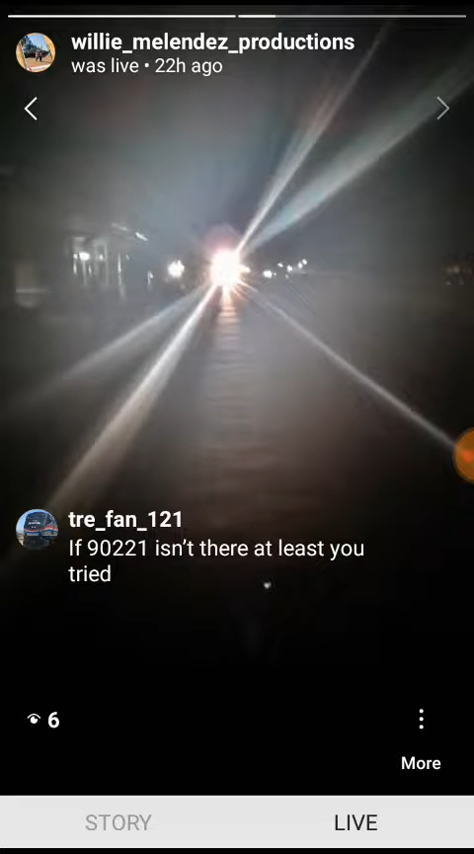 willie_melendez_productions
was live • 22h ago
tre_fan_121
If 90221 isn’t there at least you
tried
6
More
STORY
LIVE